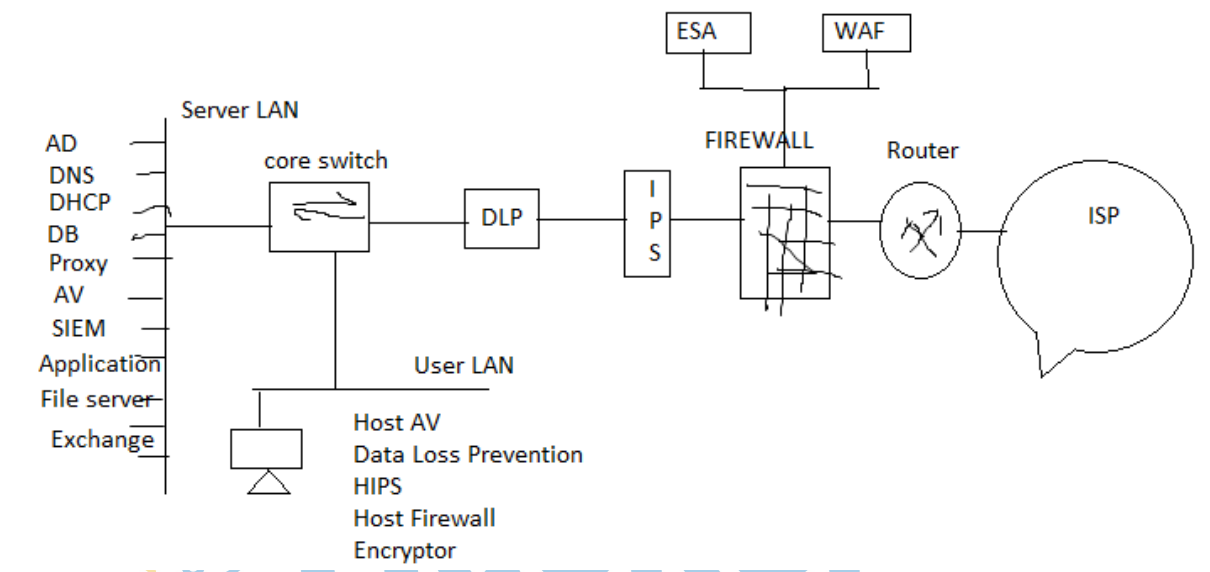 ESA
WAF
Server LAN
FIREWALL
Router
AD
core switch
DNS
DHCP
DB
Proxy
AV
SIEM
Application
File server
Exchange
DLP
I
P
S
ISP
User LAN
Host AV
Data Loss Prevention
HIPS
Host Firewall
Encryptor